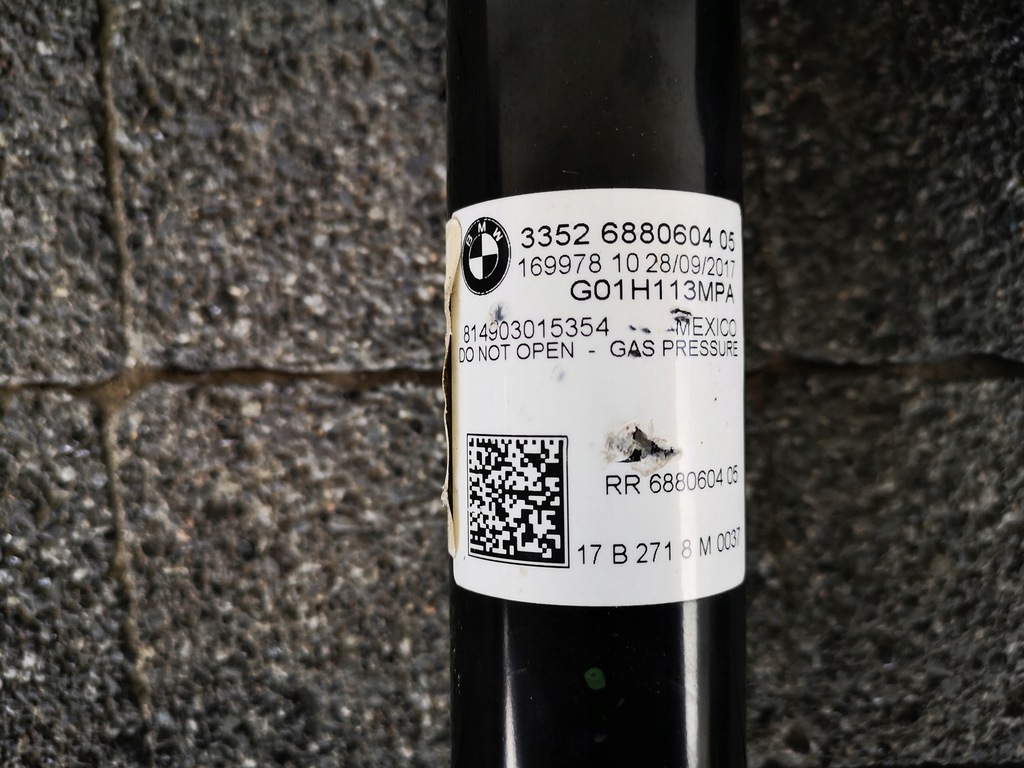 BMW
3352 6880604 05
169978 10 28/09/2017
G01H113MPA
814903015354 MEXICO
DO NOT OPEN - GAS PRESSURE
RR 6880604 05
17 B 271 8 M 0037